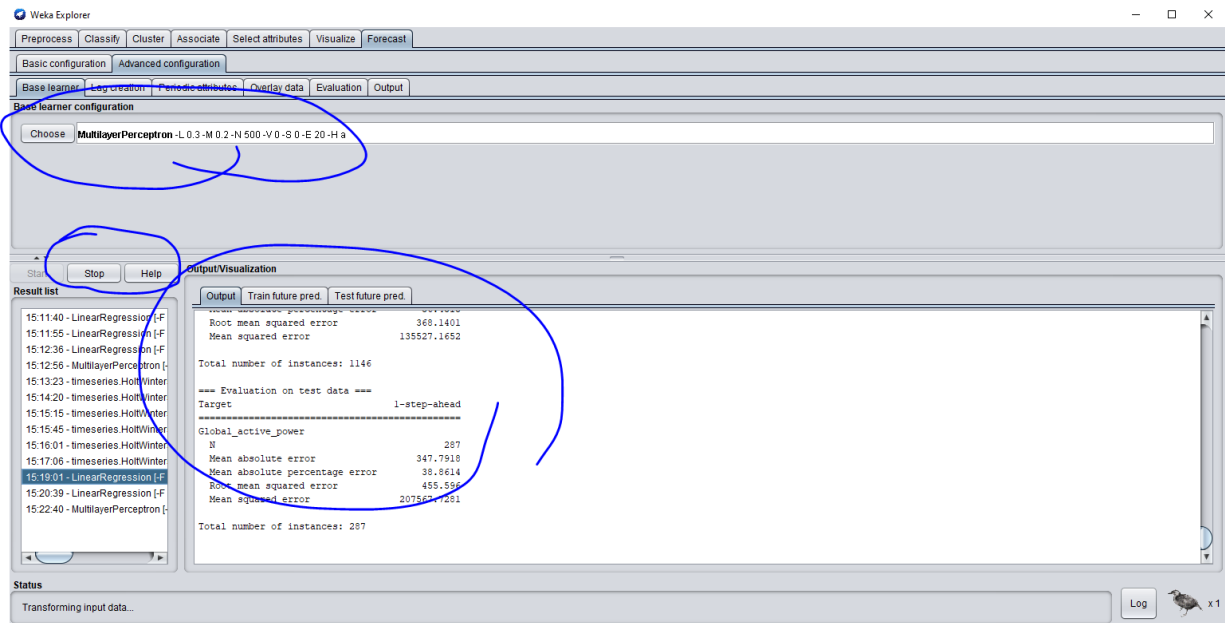 Weka Explorer
Preprocess Classify Cluster Associate Select attributes Visualize Forecast
Basic configuration Advanced configuration
Base learner Lag creation Periodic attributes Overlay data Evaluation Output
Base learner configuration
Choose MultilayerPerceptron -L 0.3 -M 0.2 -N 500 -V 0 -S 0 -E 20 -H a
Start Stop Help
Result list
15:11:40 - LinearRegression [-F
15:11:55 - LinearRegression [-F
15:12:36 - LinearRegression [-F
15:12:56 - MultilayerPerceptron [-
15:13:23 - timeseries.HoltWinter
15:14:20 - timeseries.HoltWinter
15:15:15 - timeseries.HoltWinter
15:15:45 - timeseries.HoltWinter
15:16:01 - timeseries.HoltWinter
15:17:06 - timeseries.HoltWinter
15:19:01 - LinearRegression [-F
15:20:39 - LinearRegression [-F
15:22:40 - MultilayerPerceptron [-
Output/Visualization
Output Train future pred. Test future pred.
Mean absolute percentage error
Root mean squared error 368.1401
Mean squared error 135527.1652
Total number of instances: 1146
=== Evaluation on test data ===
Target 1-step-ahead
=============================================
Global_active_power
N 287
Mean absolute error 347.7918
Mean absolute percentage error 38.8614
Root mean squared error 455.596
Mean squared error 207567.7281
Total number of instances: 287
Status
Transforming input data...
Log x 1